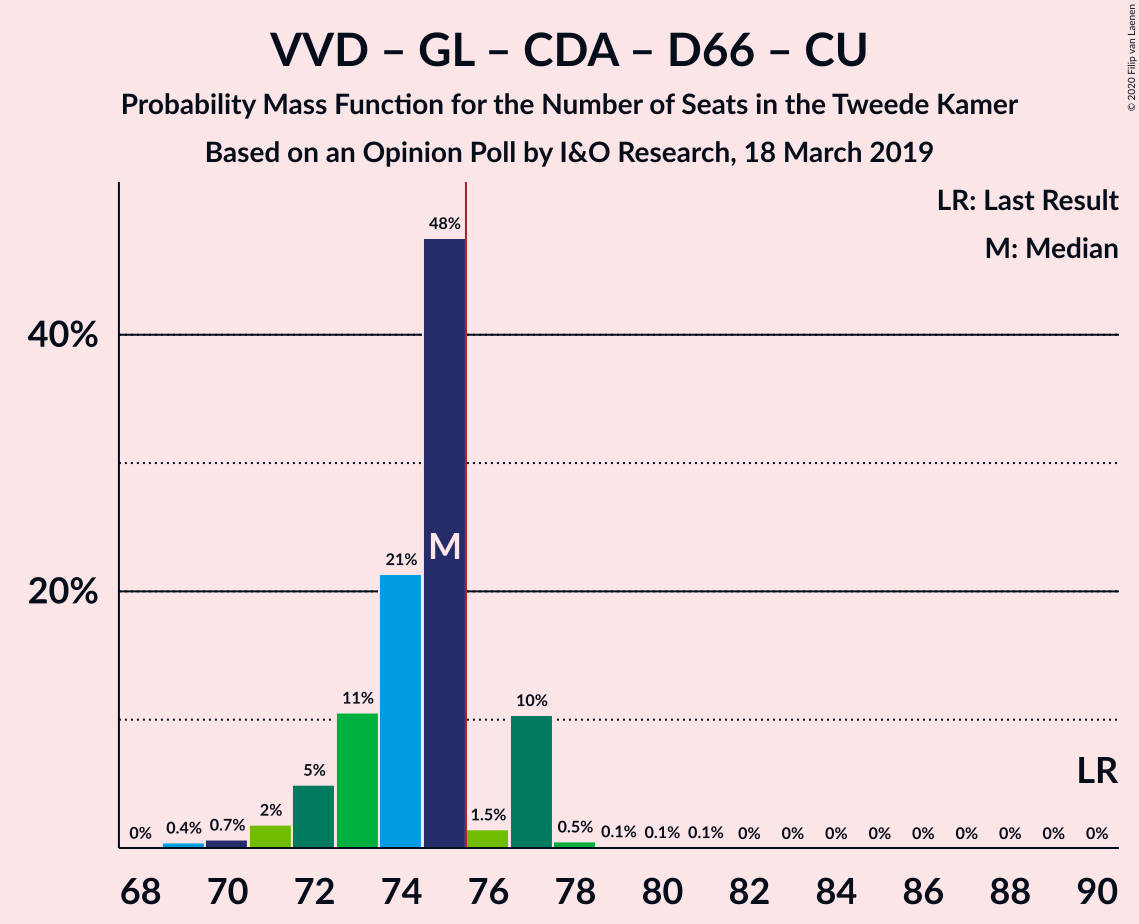 VVD – GL – CDA – D66 – CU
Probability Mass Function for the Number of Seats in the Tweede Kamer
Based on an Opinion Poll by I&O Research, 18 March 2019
© 2020 Filip van Laenen
LR: Last Result
M: Median
40%
20%
0%
0.4%
0.7%
2%
5%
11%
21%
48%
M
1.5%
10%
0.5%
0.1%
0.1%
0.1%
0%
0%
0%
0%
0%
0%
0%
0%
0%
LR
68 70 72 74 76 78 80 82 84 86 88 90